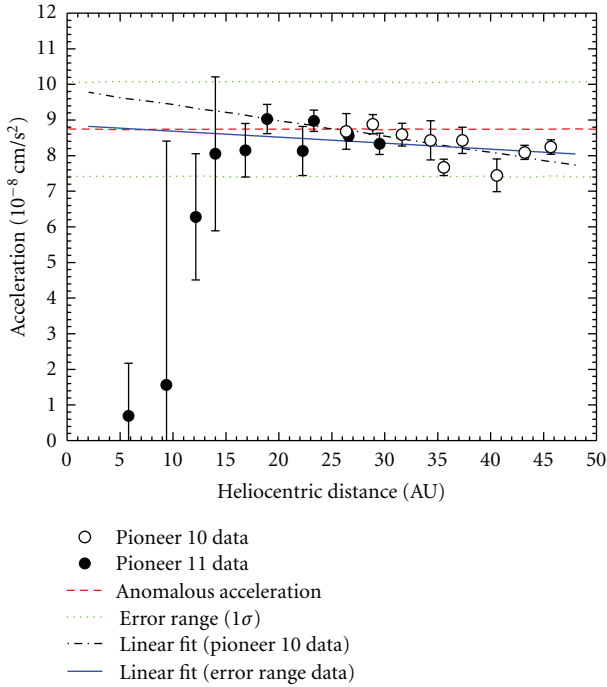 12
11
10
9
8
7
6
5
4
3
2
1
0
Acceleration (10⁻⁸ cm/s²)
0 5 10 15 20 25 30 35 40 45 50
Heliocentric distance (AU)
Pioneer 10 data
Pioneer 11 data
Anomalous acceleration
Error range (1σ)
Linear fit (pioneer 10 data)
Linear fit (error range data)